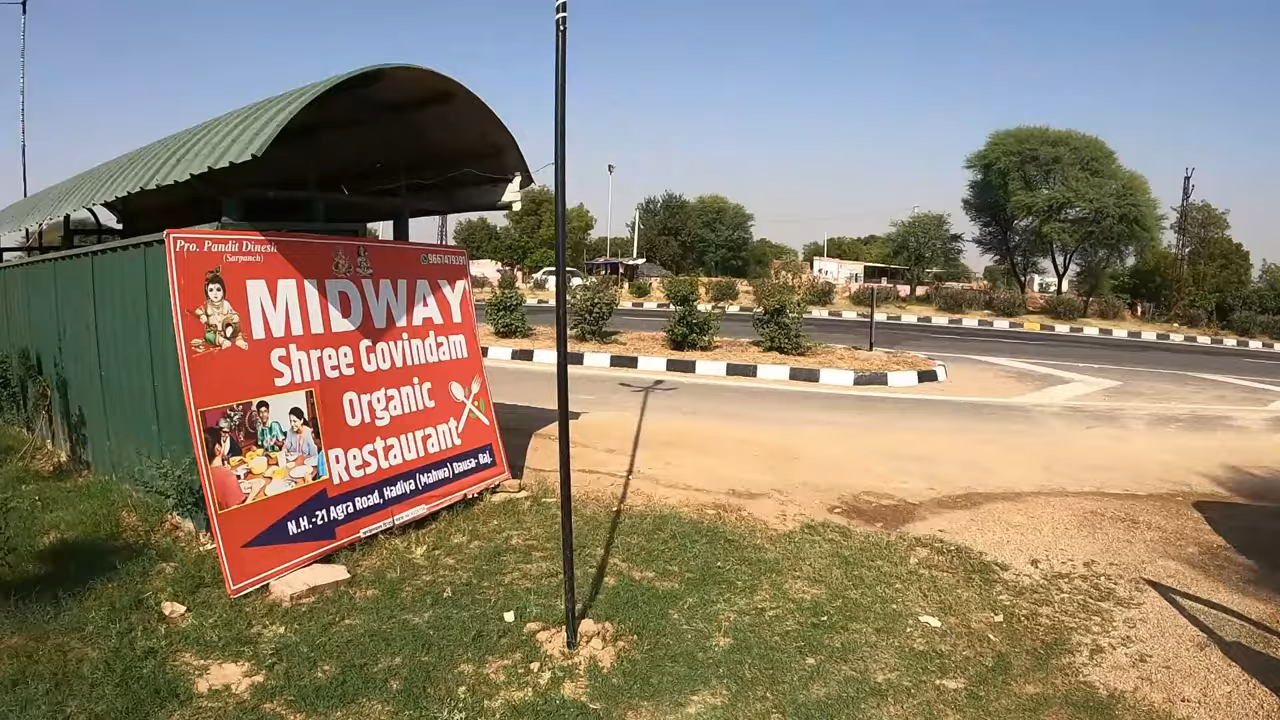 Pro. Pandit Dinesh
(Sarpanch)
9667479391
MIDWAY
Shree Govindam
Organic
Restaurant
N.H.-21 Agra Road, Hadiya (Mahwa) Dausa- Raj.